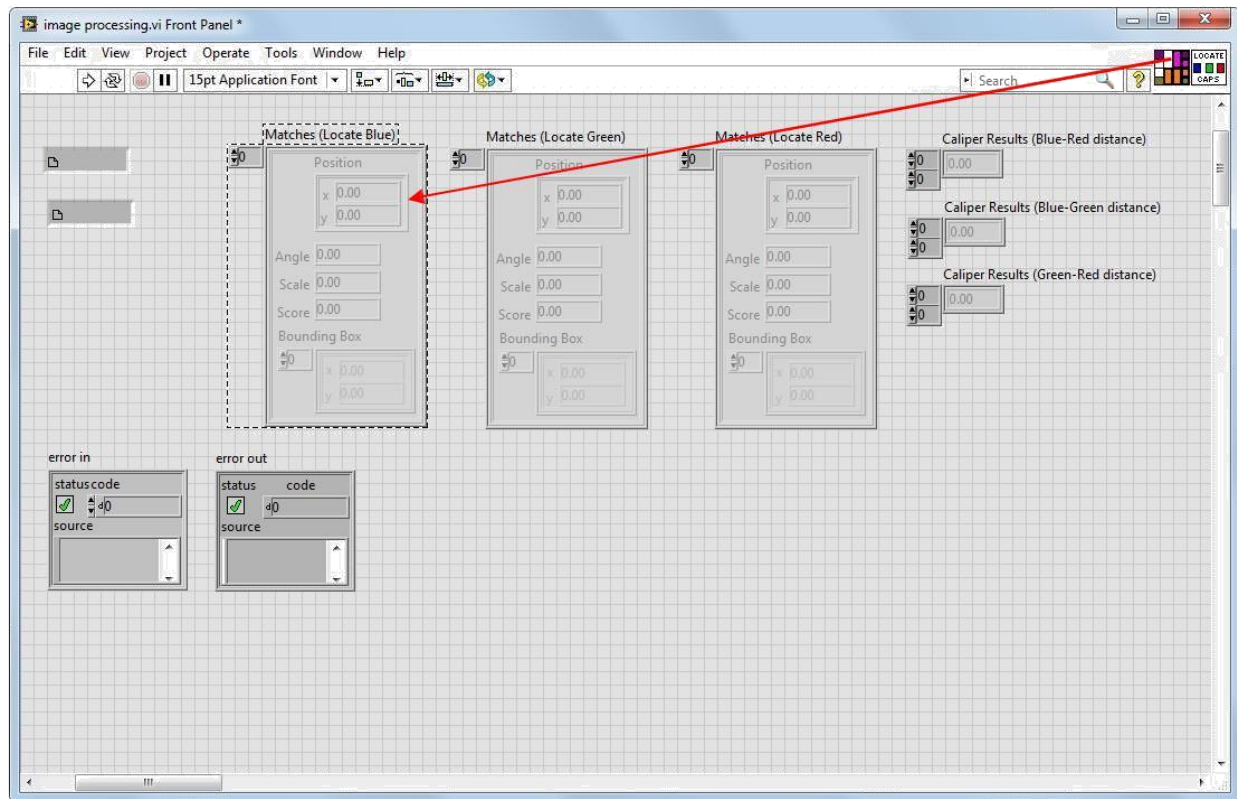 image processing.vi Front Panel *
File Edit View Project Operate Tools Window Help
15pt Application Font
Search
LOCATE
CAPS
Matches (Locate Blue)
0
Position
x 0.00
y 0.00
Angle 0.00
Scale 0.00
Score 0.00
Bounding Box
0
x 0.00
y 0.00
Matches (Locate Green)
0
Position
x 0.00
y 0.00
Angle 0.00
Scale 0.00
Score 0.00
Bounding Box
0
x 0.00
y 0.00
Matches (Locate Red)
0
Position
x 0.00
y 0.00
Angle 0.00
Scale 0.00
Score 0.00
Bounding Box
0
x 0.00
y 0.00
Caliper Results (Blue-Red distance)
0 0.00
0
Caliper Results (Blue-Green distance)
0 0.00
0
Caliper Results (Green-Red distance)
0 0.00
0
error in
status code
d0
source
error out
status code
d0
source